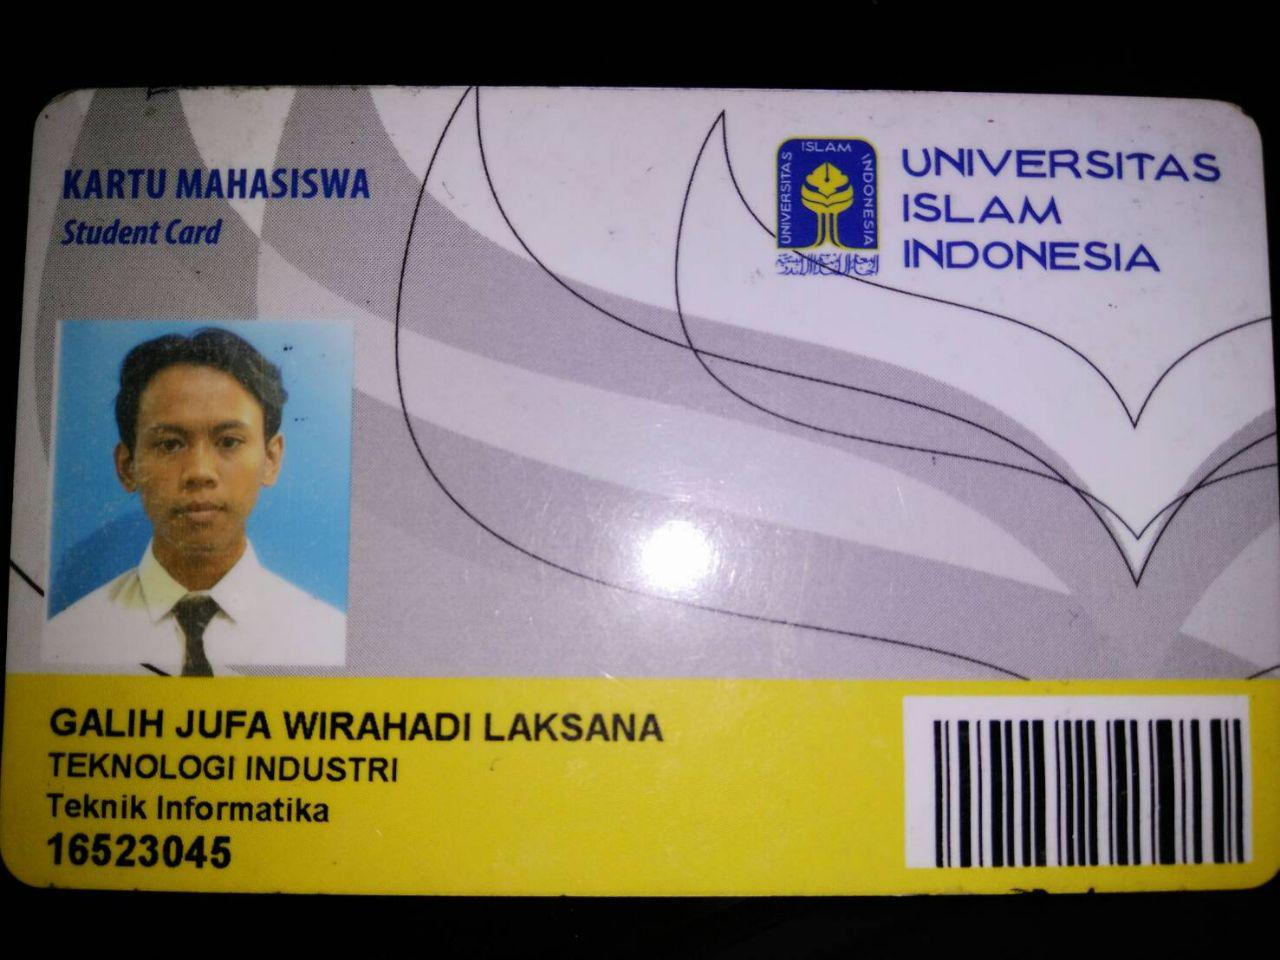 KARTU MAHASISWA
Student Card
UNIVERSITAS ISLAM INDONESIA
UNIVERSITAS
ISLAM
INDONESIA
GALIH JUFA WIRAHADI LAKSANA
TEKNOLOGI INDUSTRI
Teknik Informatika
16523045